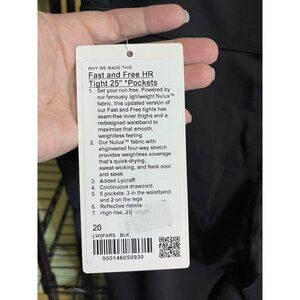 WHY WE MADE THIS
Fast and Free HR
Tight 25" *Pockets
1. Set your run free. Powered by
our famously lightweight Nulux™
fabric, this updated version of
our Fast and Free tights has
seam-free inner thighs and a
redesigned waistband to
maximize that smooth,
weightless feeling
2. Our Nulux™ fabric with
engineered four-way stretch
provides weightless coverage
that's quick-drying,
sweat-wicking, and feels cool
and sleek
3. Added Lycra®
4. Continuous drawcord
5. 5 pockets: 3 in the waistband
and 2 on the legs
6. Reflective details
7. High rise, 25
20
LW5FARS BLK
000146050930